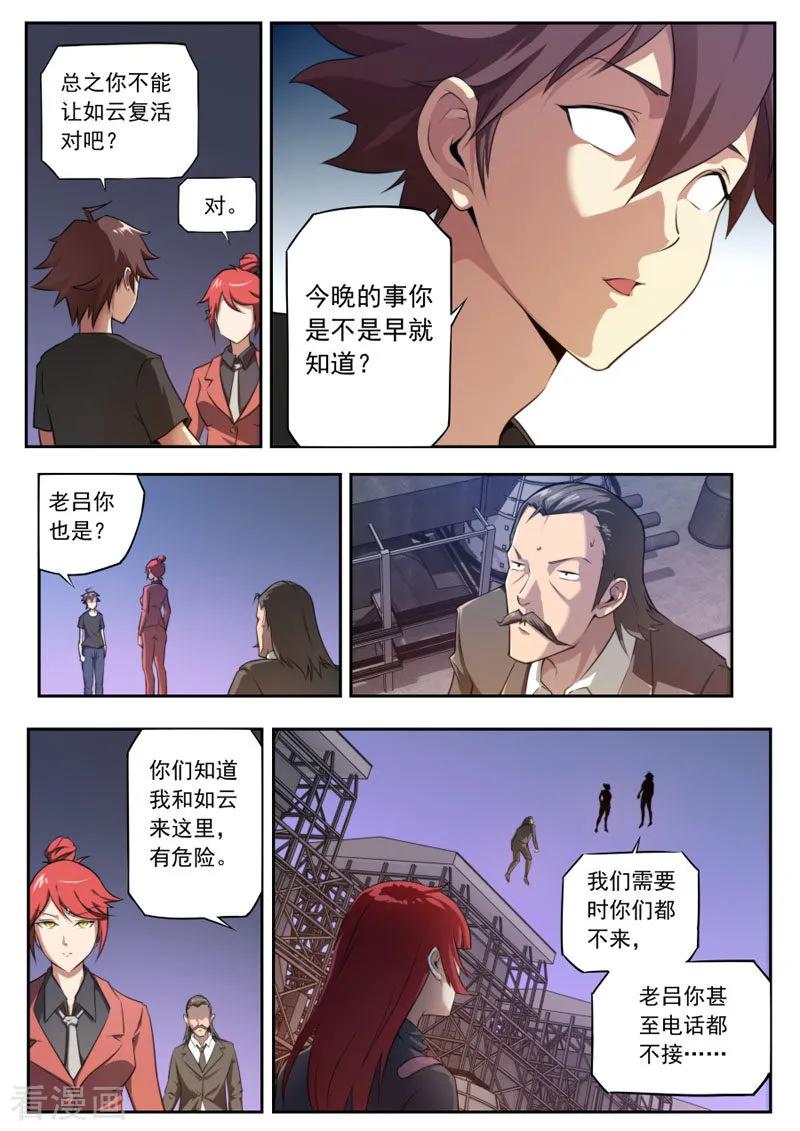 总之你不能
让如云复活
对吧？
对。
今晚的事你
是不是早就
知道？
老吕你
也是？
你们知道
我和如云
来这里，
有危险。
我们需要
时你们都
不来，
老吕你甚
至电话都
不接……
看漫画